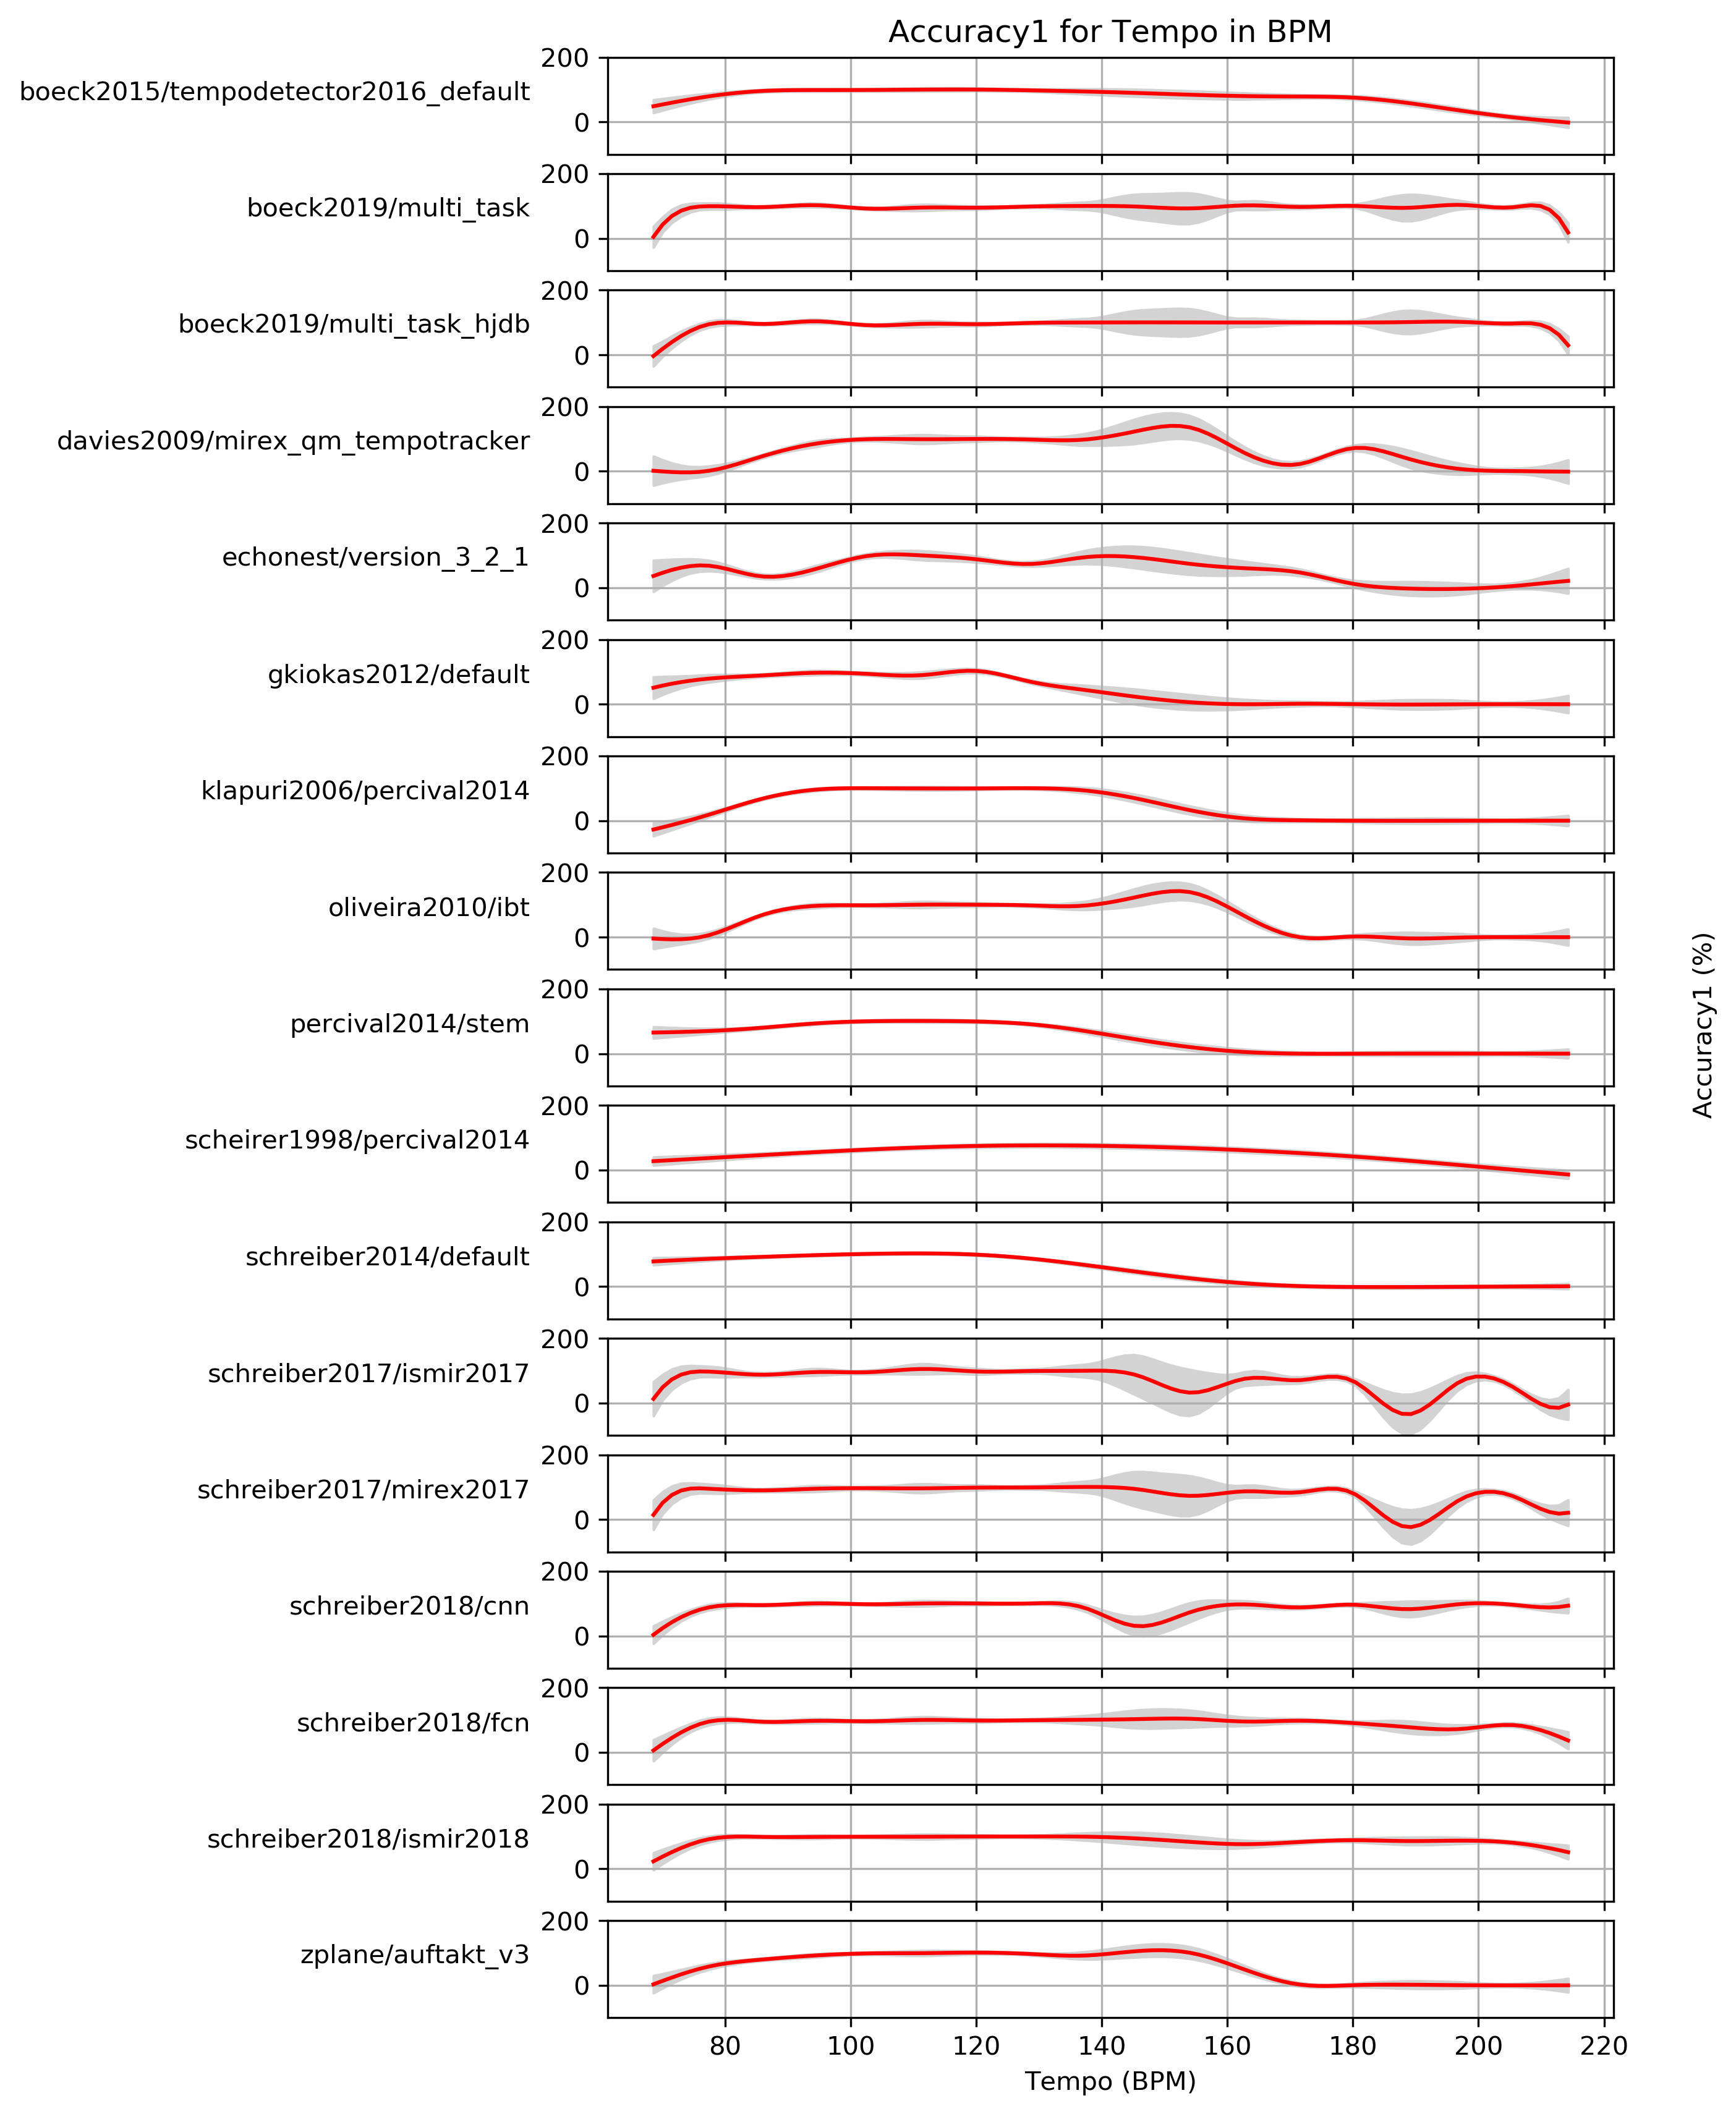 Accuracy1 for Tempo in BPM
200
boeck2015/tempodetector2016_default
0
200
boeck2019/multi_task
0
200
boeck2019/multi_task_hjdb
0
200
davies2009/mirex_qm_tempotracker
0
200
echonest/version_3_2_1
0
200
gkiokas2012/default
0
200
klapuri2006/percival2014
0
200
oliveira2010/ibt
0
200
percival2014/stem
0
200
scheirer1998/percival2014
0
200
schreiber2014/default
0
200
schreiber2017/ismir2017
0
200
schreiber2017/mirex2017
0
200
schreiber2018/cnn
0
200
schreiber2018/fcn
0
200
schreiber2018/ismir2018
0
200
zplane/auftakt_v3
0
80 100 120 140 160 180 200 220
Tempo (BPM)
Accuracy1 (%)